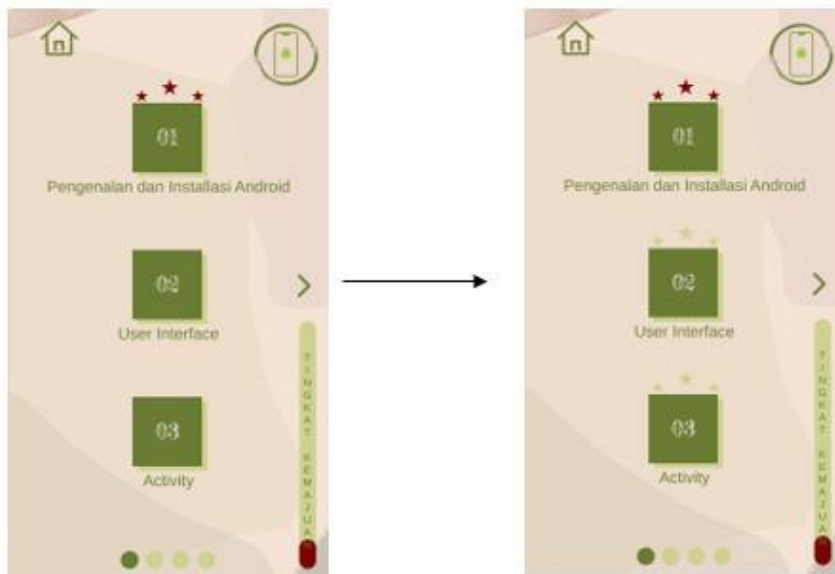 01
Pengenalan dan Installasi Android
02
User Interface
03
Activity
TINGKAT KEMAJUAN
01
Pengenalan dan Installasi Android
02
User Interface
03
Activity
TINGKAT KEMAJUAN